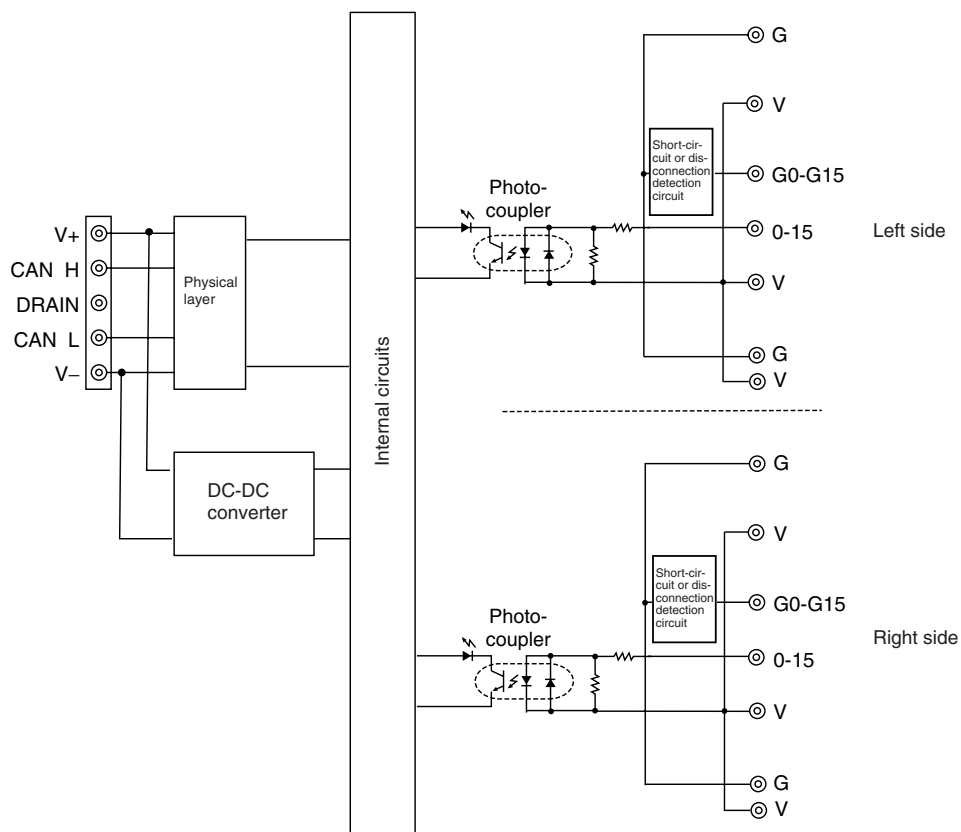 G
V
Short-cir-
cuit or dis-
connection
detection
circuit
G0-G15
Photo-
coupler
0-15
Left side
V
G
V
V+
CAN H
DRAIN
CAN L
V–
Physical
layer
Internal circuits
DC-DC
converter
G
V
Short-cir-
cuit or dis-
connection
detection
circuit
G0-G15
Photo-
coupler
0-15
Right side
V
G
V